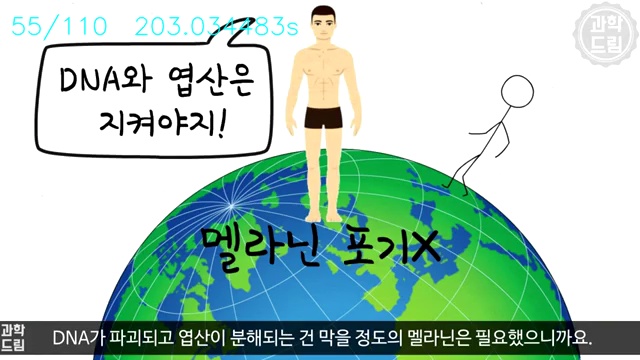 55/110 203.034483s
과학
드림
DNA와 엽산은
지켜야지!
멜라닌 포기X
과학
드림
DNA가 파괴되고 엽산이 분해되는 건 막을 정도의 멜라닌은 필요했으니까요.